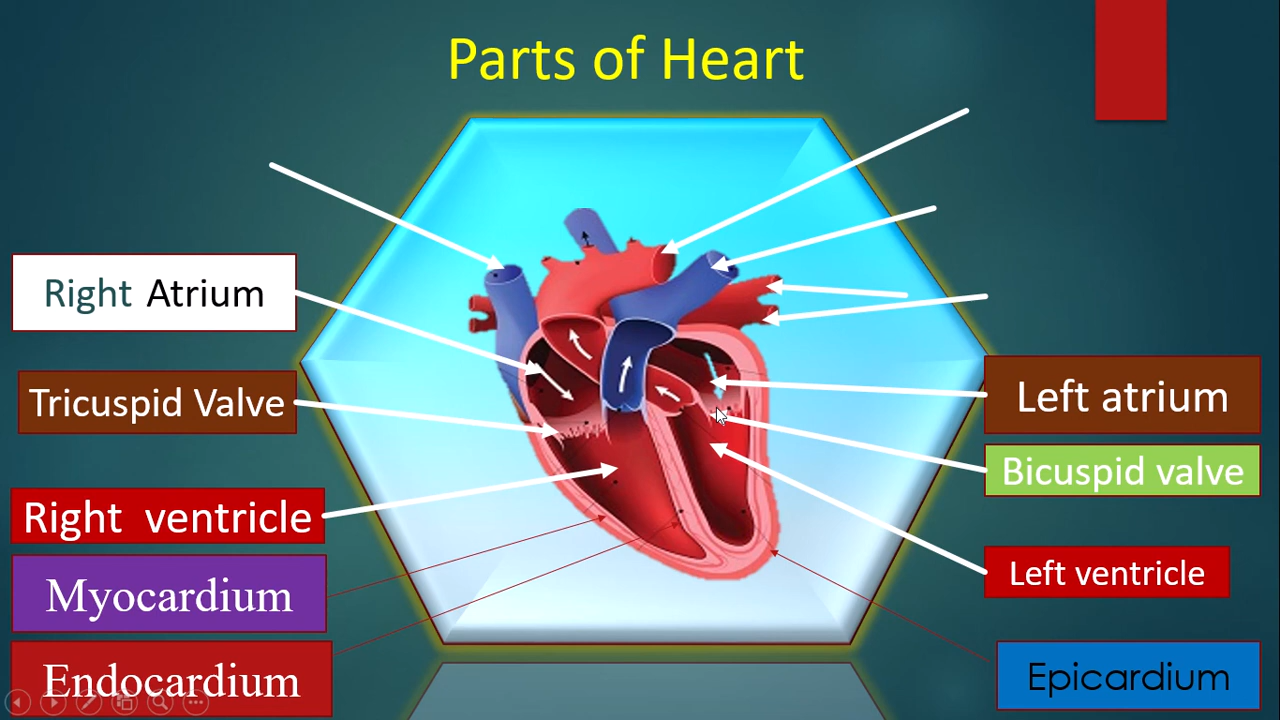 Parts of Heart
Right Atrium
Tricuspid Valve
Right ventricle
Myocardium
Endocardium
Left atrium
Bicuspid valve
Left ventricle
Epicardium